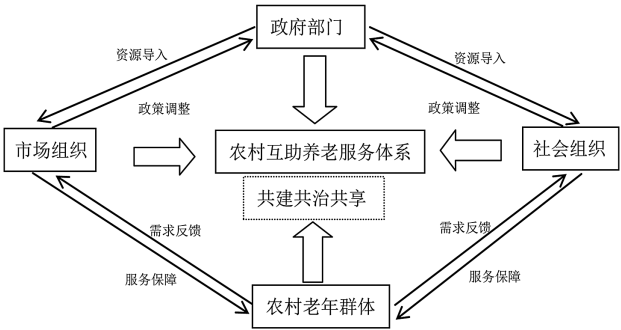 政府部门
资源导入
资源导入
政策调整
政策调整
市场组织
农村互助养老服务体系
社会组织
共建共治共享
需求反馈
需求反馈
服务保障
服务保障
农村老年群体